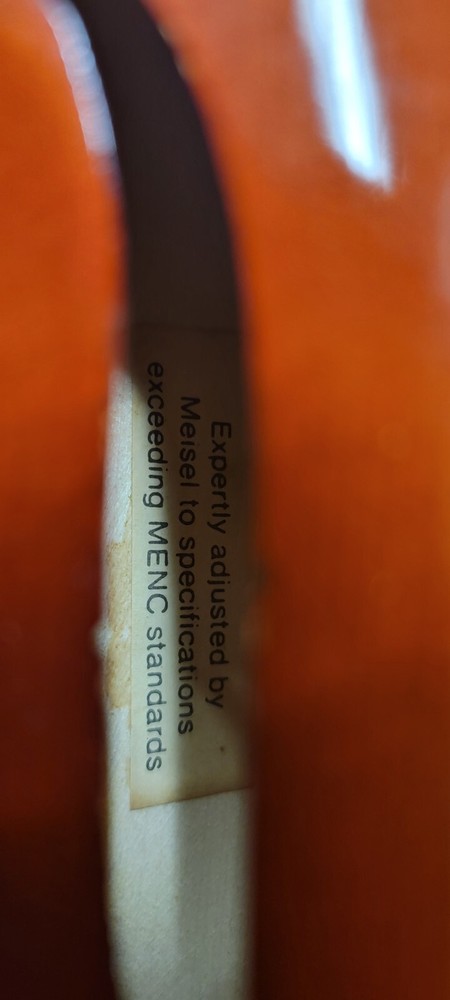 Expertly adjusted by
Meisel to specifications
exceeding MENC standards